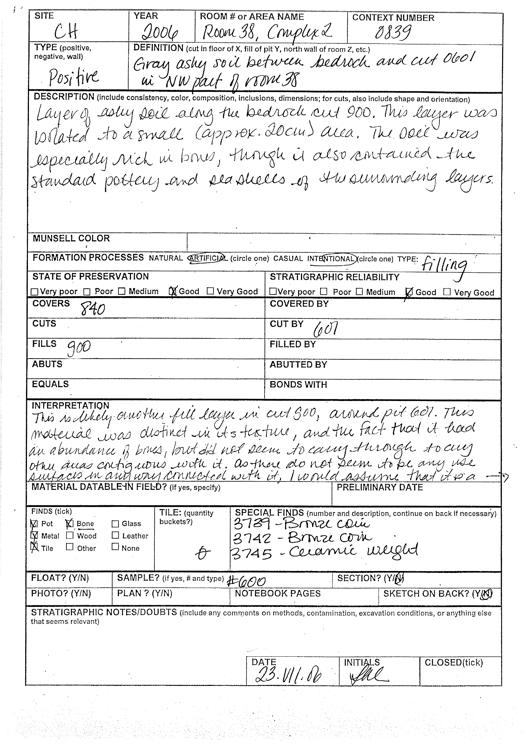 SITE YEAR ROOM # or AREA NAME CONTEXT NUMBER
CH 2006 Room 38, Complex 2 0839
TYPE (positive, negative, wall) DEFINITION (cut in floor of X, fill of pit Y, north wall of room Z, etc.)
Positive Gray ashy soil between bedrock and cut 0601
in NW part of room 38
DESCRIPTION (include consistency, color, composition, inclusions, dimensions; for cuts, also include shape and orientation)
Layer of ashy soil along the bedrock cut 900. This layer was
isolated to a small (approx. 20cm) area. The soil was
especially rich in bones, though it also contained the
standard pottery and seashells of the surrounding layers.
MUNSELL COLOR
FORMATION PROCESSES NATURAL ARTIFICIAL (circle one) CASUAL INTENTIONAL (circle one) TYPE: filling
STATE OF PRESERVATION STRATIGRAPHIC RELIABILITY
Very poor Poor Medium Good Very Good Very poor Poor Medium Good Very Good
COVERS 840 COVERED BY
CUTS CUT BY 601
FILLS 900 FILLED BY
ABUTS ABUTTED BY
EQUALS BONDS WITH
INTERPRETATION
This is likely another fill layer in cut 900, around pit 601. This
material was distinct in its texture, and the fact that it had
an abundance of bones, but did not seem to carry through to any
other areas contiguous with it. As there do not seem to be any use
surfaces in any way connected with it, I would assume that it is a →
MATERIAL DATABLE IN FIELD? (if yes, specify) PRELIMINARY DATE
FINDS (tick) TILE: (quantity buckets?) SPECIAL FINDS (number and description, continue on back if necessary)
Pot Bone Glass 3739 - Bronze coin
Metal Wood Leather 3742 - Bronze coin
Tile Other None 3745 - Ceramic weight
FLOAT? (Y/N) SAMPLE? (if yes, # and type) #600 SECTION? (Y/N)
PHOTO? (Y/N) PLAN ? (Y/N) NOTEBOOK PAGES SKETCH ON BACK? (Y/N)
STRATIGRAPHIC NOTES/DOUBTS (include any comments on methods, contamination, excavation conditions, or anything else
that seems relevant)
DATE INITIALS CLOSED(tick)
23.VII.06